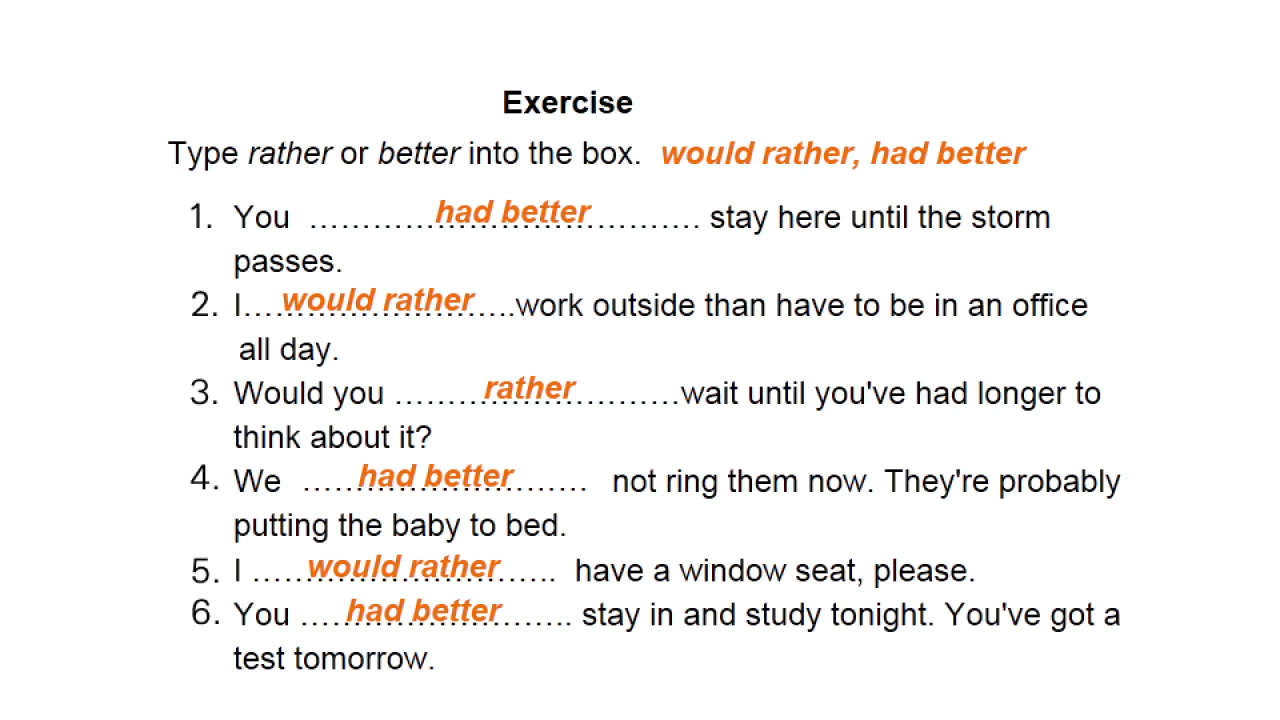 Exercise
Type rather or better into the box. would rather, had better
1. You …………had better………… stay here until the storm
passes.
2. I….would rather…..work outside than have to be in an office
all day.
3. Would you ………rather…………wait until you've had longer to
think about it?
4. We …..had better…… not ring them now. They're probably
putting the baby to bed.
5. I …..would rather….. have a window seat, please.
6. You ….had better…….. stay in and study tonight. You've got a
test tomorrow.